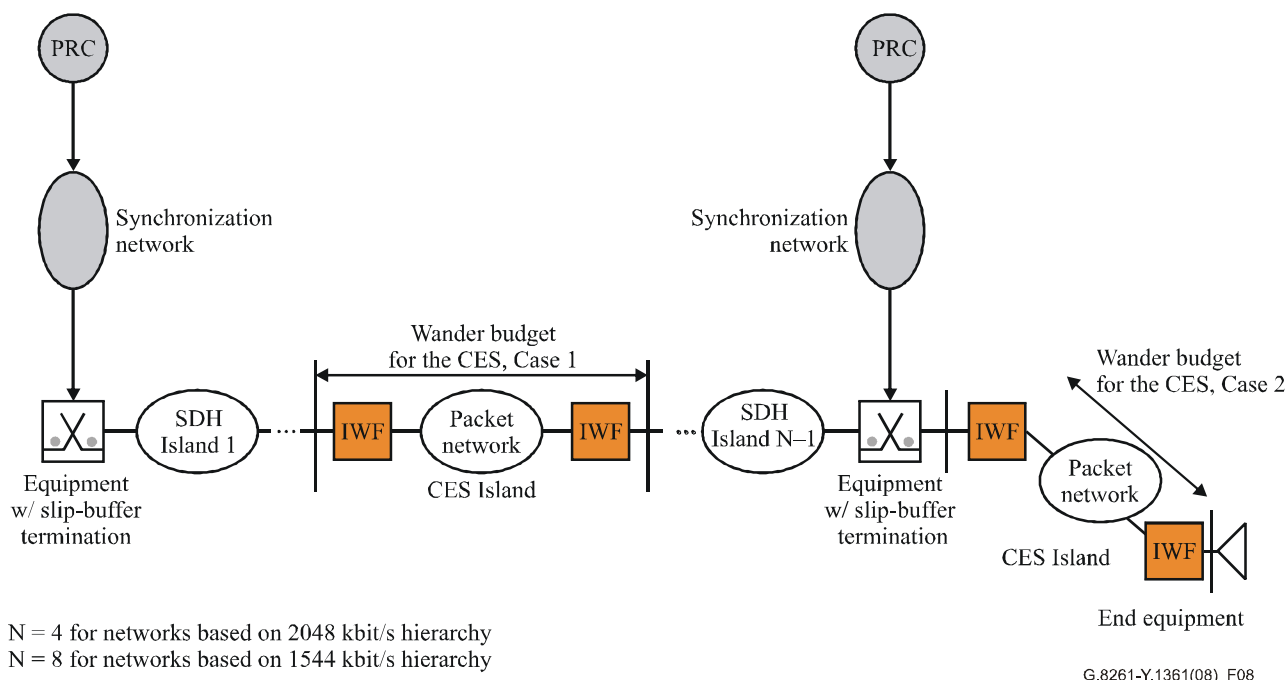 PRC
PRC
Synchronization
network
Synchronization
network
Wander budget
for the CES, Case 1
Wander budget
for the CES, Case 2
SDH
Island 1
...
IWF
Packet
network
IWF
...
SDH
Island N–1
IWF
CES Island
Equipment
w/ slip-buffer
termination
Equipment
w/ slip-buffer
termination
Packet
network
CES Island
IWF
End equipment
N = 4 for networks based on 2048 kbit/s hierarchy
N = 8 for networks based on 1544 kbit/s hierarchy
G.8261-Y.1361(08)_F08